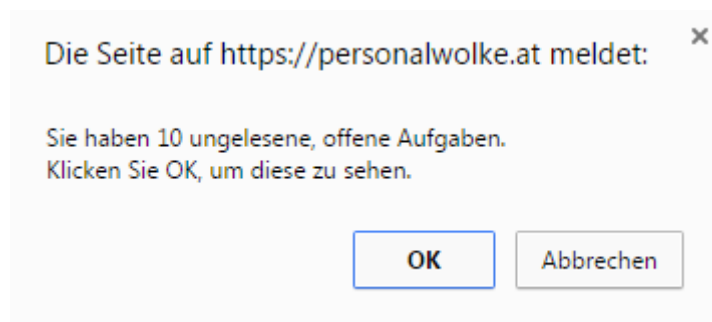 Die Seite auf https://personalwolke.at meldet:
Sie haben 10 ungelesene, offene Aufgaben.
Klicken Sie OK, um diese zu sehen.
OK
Abbrechen